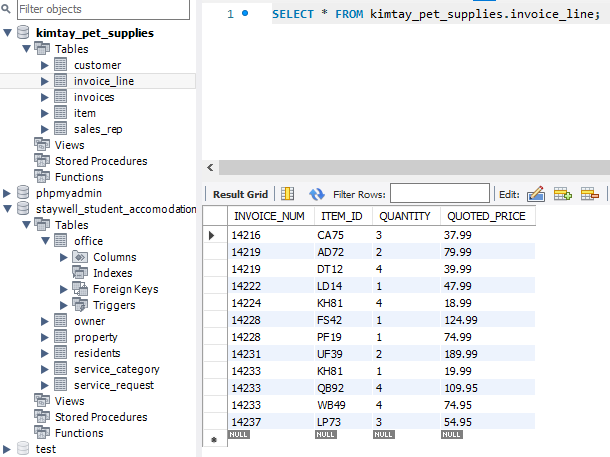 Filter objects
kimtay_pet_supplies
Tables
customer
invoice_line
invoices
item
sales_rep
Views
Stored Procedures
Functions
phpmyadmin
staywell_student_accomodation
Tables
office
Columns
Indexes
Foreign Keys
Triggers
owner
property
residents
service_category
service_request
Views
Stored Procedures
Functions
test
1 SELECT * FROM kimtay_pet_supplies.invoice_line;
Result Grid Filter Rows: Edit:
INVOICE_NUM ITEM_ID QUANTITY QUOTED_PRICE
14216 CA75 3 37.99
14219 AD72 2 79.99
14219 DT12 4 39.99
14222 LD14 1 47.99
14224 KH81 4 18.99
14228 FS42 1 124.99
14228 PF19 1 74.99
14231 UF39 2 189.99
14233 KH81 1 19.99
14233 QB92 4 109.95
14233 WB49 4 74.95
14237 LP73 3 54.95
NULL NULL NULL NULL